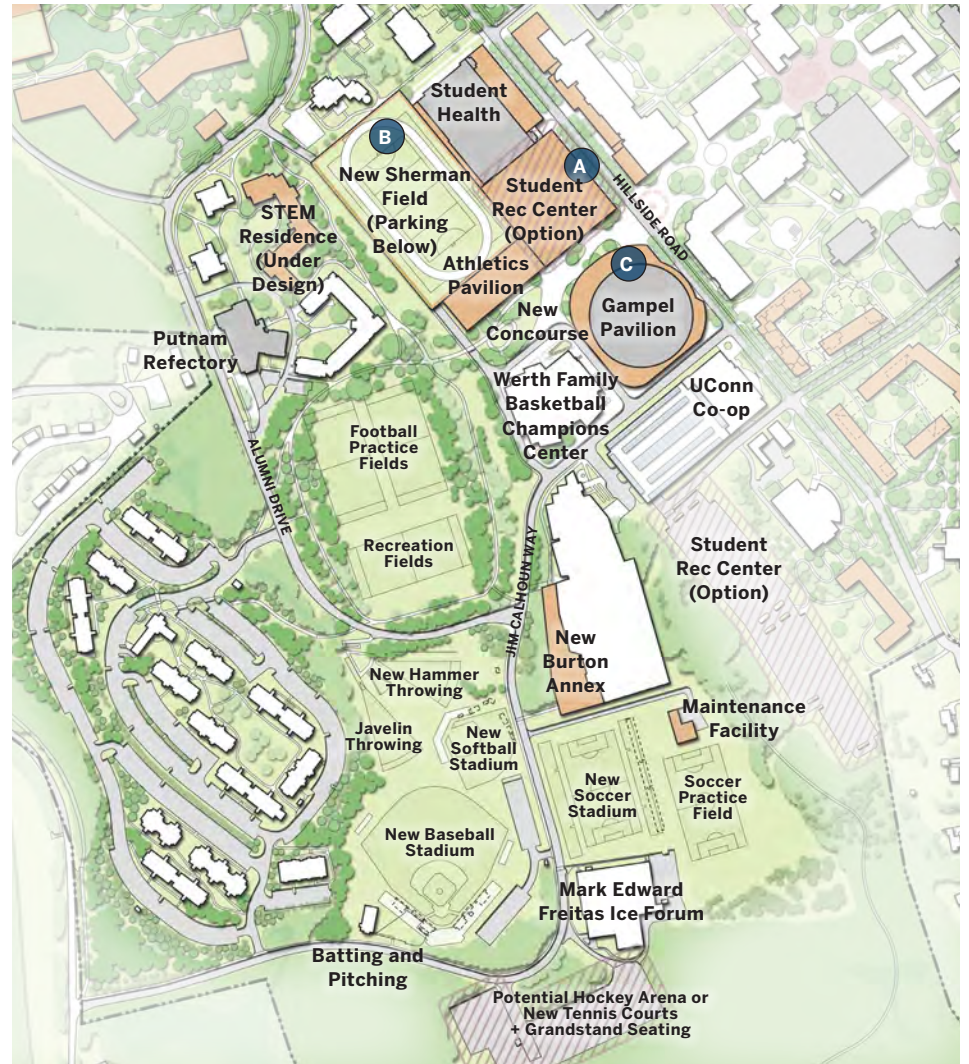 Student
Health
B
A
New Sherman
Field
(Parking
Below)
Student
Rec Center
(Option)
HILLSIDE ROAD
STEM
Residence
(Under
Design)
Athletics
Pavilion
C
Gampel
Pavilion
New
Concourse
Putnam
Refectory
Werth Family
Basketball
Champions
Center
UConn
Co-op
Football
Practice
Fields
ALUMNI DRIVE
Recreation
Fields
JIM CALHOUN WAY
Student
Rec Center
(Option)
New
Burton
Annex
New Hammer
Throwing
Javelin
Throwing
New
Softball
Stadium
Maintenance
Facility
New
Soccer
Stadium
Soccer
Practice
Field
New Baseball
Stadium
Mark Edward
Freitas Ice Forum
Batting and
Pitching
Potential Hockey Arena or
New Tennis Courts
+ Grandstand Seating